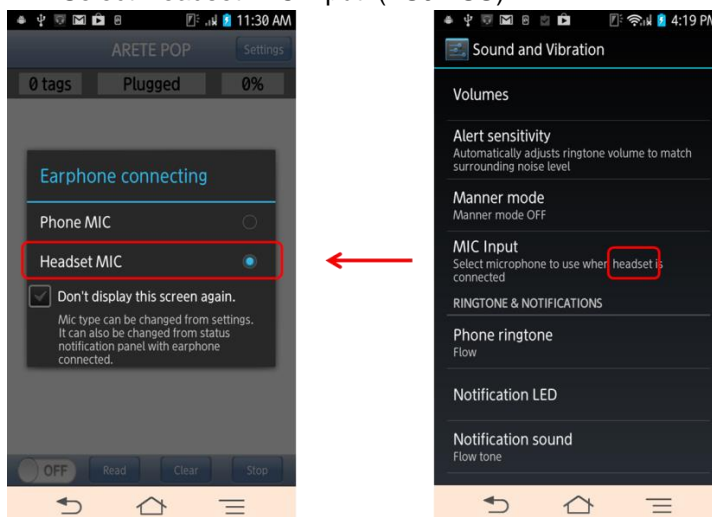 11:30 AM
ARETE POP
Settings
0 tags
Plugged
0%
Earphone connecting
Phone MIC
Headset MIC
Don't display this screen again.
Mic type can be changed from settings.
It can also be changed from status
notification panel with earphone
connected.
OFF
Read
Clear
Stop
4:19 PM
Sound and Vibration
Volumes
Alert sensitivity
Automatically adjusts ringtone volume to match
surrounding noise level
Manner mode
Manner mode OFF
MIC Input
Select microphone to use when headset is
connected
RINGTONE & NOTIFICATIONS
Phone ringtone
Flow
Notification LED
Notification sound
Flow tone